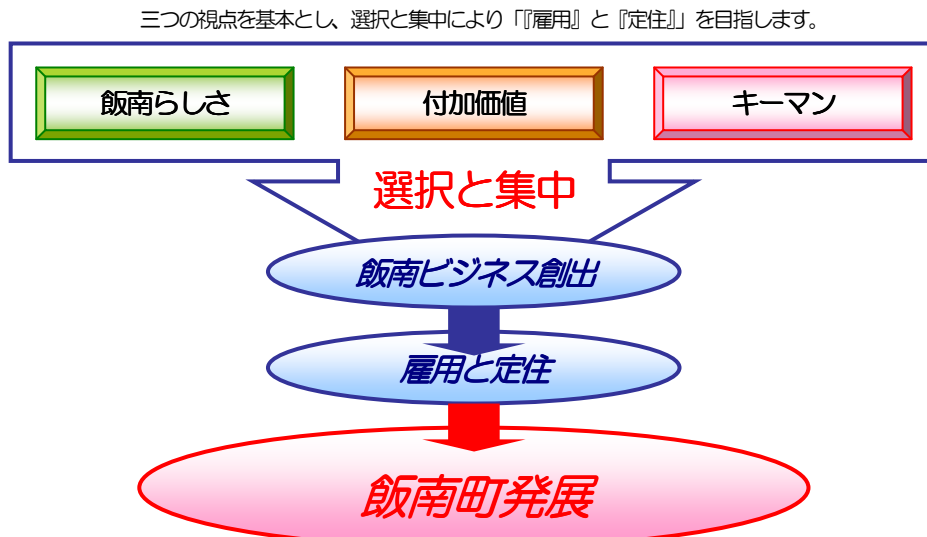 三つの視点を基本とし、選択と集中により「『雇用』と『定住』」を目指します。
飯南らしさ
付加価値
キーマン
選択と集中
飯南ビジネス創出
雇用と定住
飯南町発展